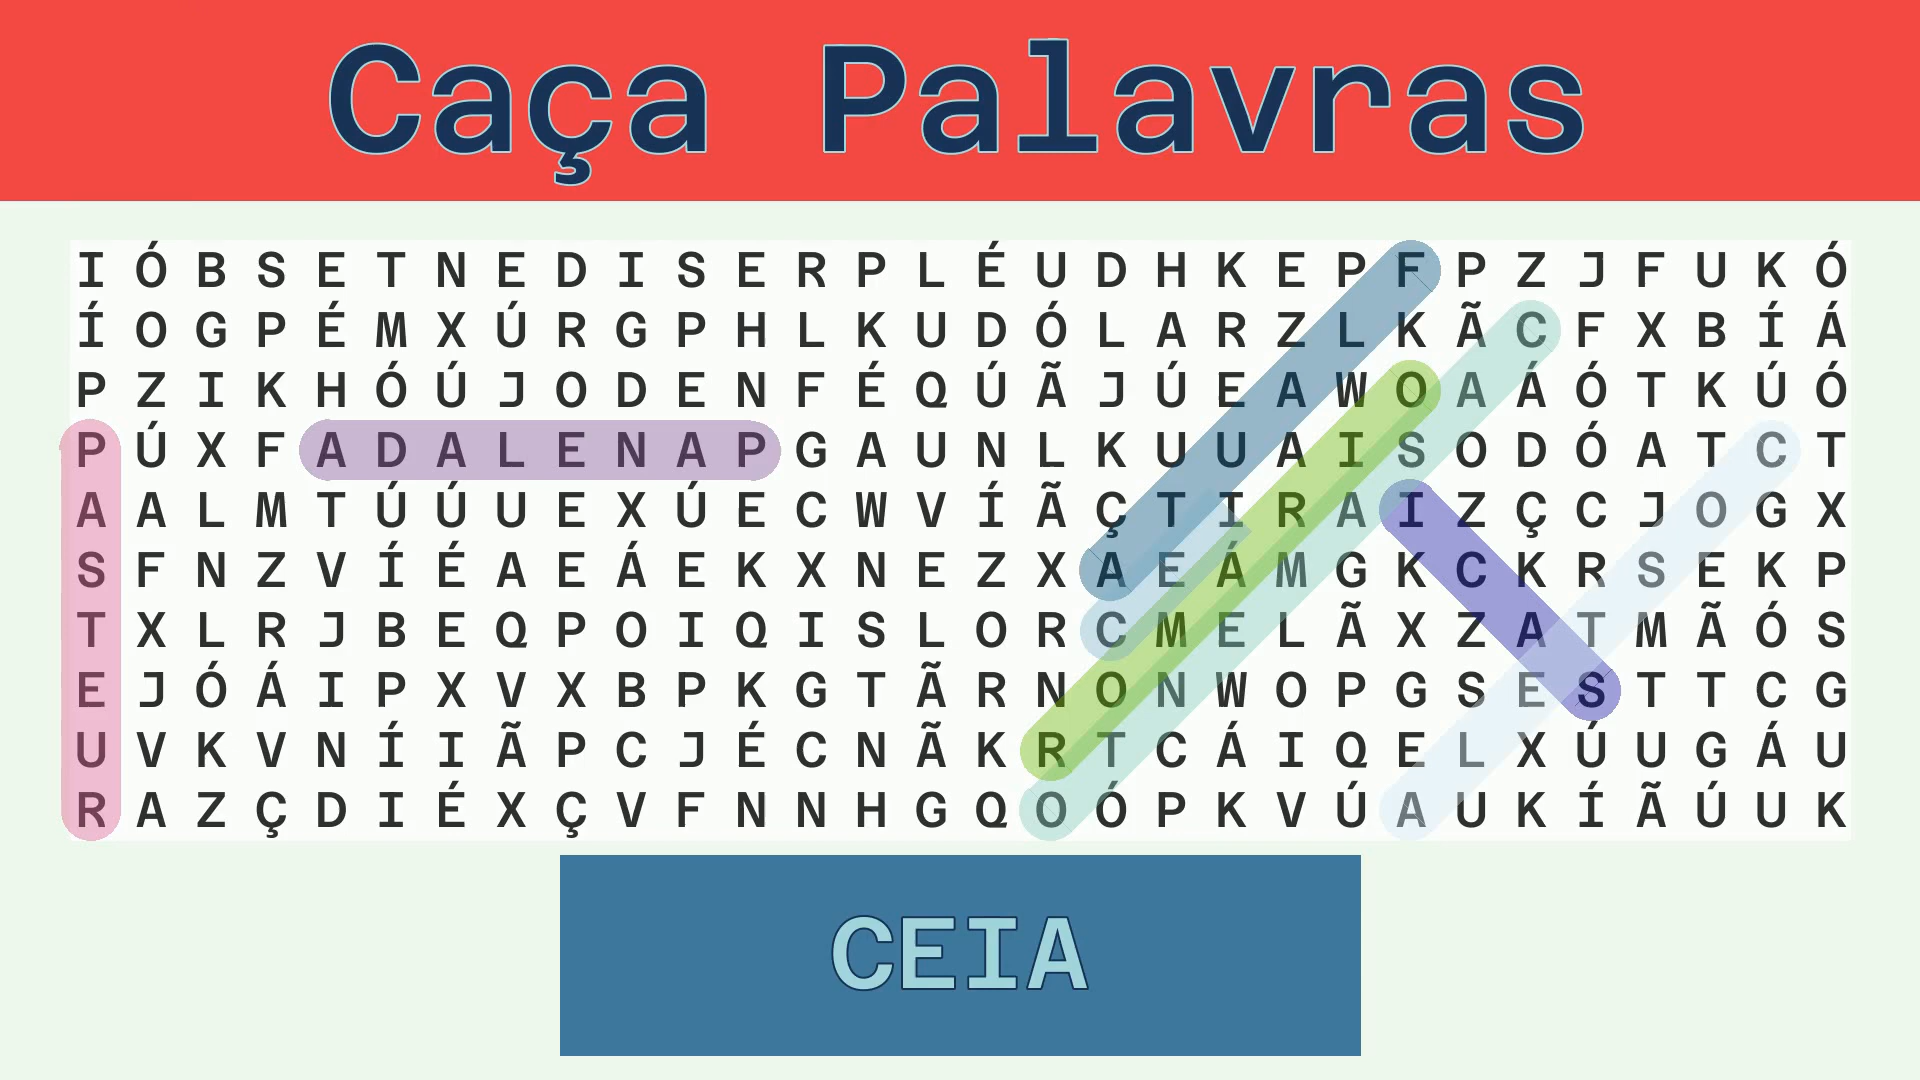 Caça Palavras
I Ó B S E T N E D I S E R P L É U D H K E P F P Z J F U K Ó
Í O G P É M X Ú R G P H L K U D Ó L A R Z L K Ã C F X B Í Á
P Z I K H Ó Ú J O D E N F É Q Ú Ã J Ú E A W O A Á Ó T K Ú Ó
P Ú X F A D A L E N A P G A U N L K U U A I S O D Ó A T C T
A A L M T Ú Ú U E X Ú E C W V Í Ã Ç T I R A I Z Ç C J O G X
S F N Z V Í É A E Á E K X N E Z X A E Á M G K C K R S E K P
T X L R J B E Q P O I Q I S L O R C M E L Ã X Z A T M Ã Ó S
E J Ó Á I P X V X B P K G T Ã R N O N W O P G S E S T T C G
U V K V N Í I Ã P C J É C N Ã K R T C Á I Q E L X Ú U G Á U
R A Z Ç D I É X Ç V F N N H G Q O Ó P K V Ú A U K Í Ã Ú U K
CEIA